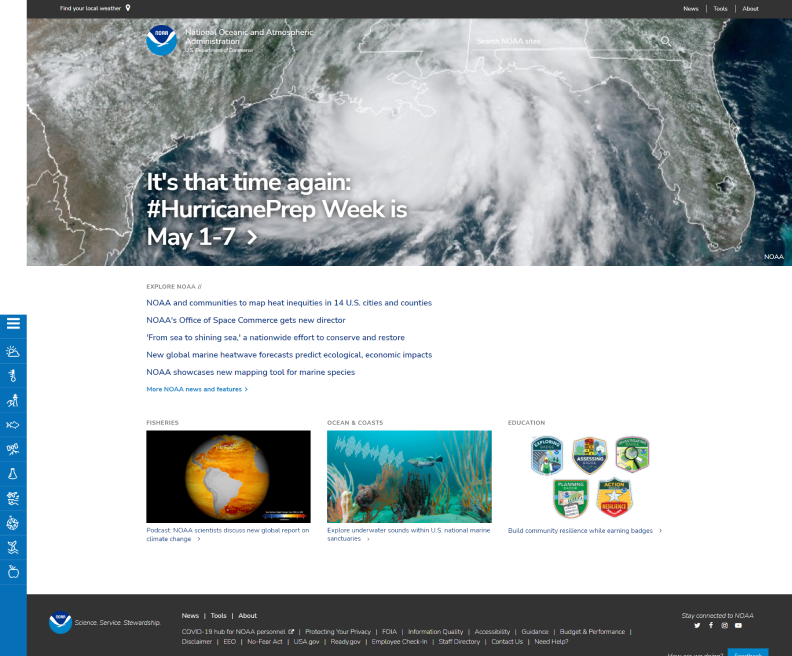 Find your local weather
News | Tools | About
NOAA
National Oceanic and Atmospheric
Administration
U.S. Department of Commerce
Search NOAA sites
It's that time again:
#HurricanePrep Week is
May 1-7 >
NOAA
EXPLORE NOAA //
NOAA and communities to map heat inequities in 14 U.S. cities and counties
NOAA's Office of Space Commerce gets new director
'From sea to shining sea,' a nationwide effort to conserve and restore
New global marine heatwave forecasts predict ecological, economic impacts
NOAA showcases new mapping tool for marine species
More NOAA news and features >
FISHERIES
Podcast: NOAA scientists discuss new global report on
climate change >
OCEAN & COASTS
Explore underwater sounds within U.S. national marine
sanctuaries >
EDUCATION
EXPLORING
ASSESSING
INVESTIGATING
PLANNING
ACTION
RESILIENCE
Build community resilience while earning badges >
NOAA
Science. Service. Stewardship.
News | Tools | About
COVID-19 hub for NOAA personnel | Protecting Your Privacy | FOIA | Information Quality | Accessibility | Guidance | Budget & Performance |
Disclaimer | EEO | No-Fear Act | USA.gov | Ready.gov | Employee Check-In | Staff Directory | Contact Us | Need Help?
Stay connected to NOAA
How are we doing?
Feedback